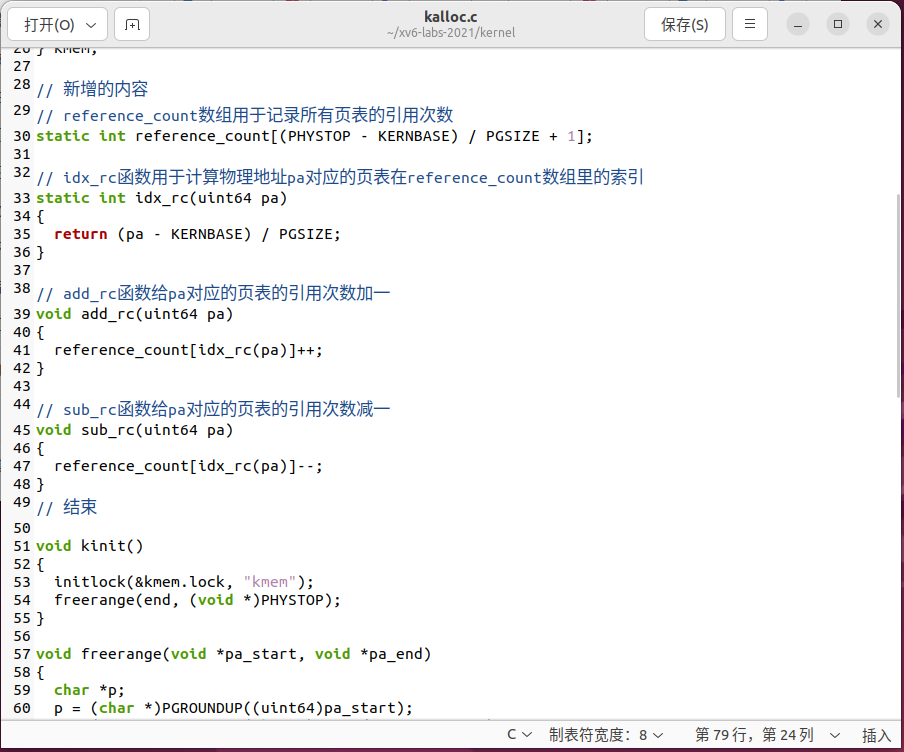 打开(O)
kalloc.c
~/xv6-labs-2021/kernel
保存(S)
26 } kmem;
27
28 // 新增的内容
29 // reference_count数组用于记录所有页表的引用次数
30 static int reference_count[(PHYSTOP - KERNBASE) / PGSIZE + 1];
31
32 // idx_rc函数用于计算物理地址pa对应的页表在reference_count数组里的索引
33 static int idx_rc(uint64 pa)
34 {
35   return (pa - KERNBASE) / PGSIZE;
36 }
37
38 // add_rc函数给pa对应的页表的引用次数加一
39 void add_rc(uint64 pa)
40 {
41   reference_count[idx_rc(pa)]++;
42 }
43
44 // sub_rc函数给pa对应的页表的引用次数减一
45 void sub_rc(uint64 pa)
46 {
47   reference_count[idx_rc(pa)]--;
48 }
49 // 结束
50
51 void kinit()
52 {
53   initlock(&kmem.lock, "kmem");
54   freerange(end, (void *)PHYSTOP);
55 }
56
57 void freerange(void *pa_start, void *pa_end)
58 {
59   char *p;
60   p = (char *)PGROUNDUP((uint64)pa_start);
C 制表符宽度：8 第 79 行，第 24 列 插入